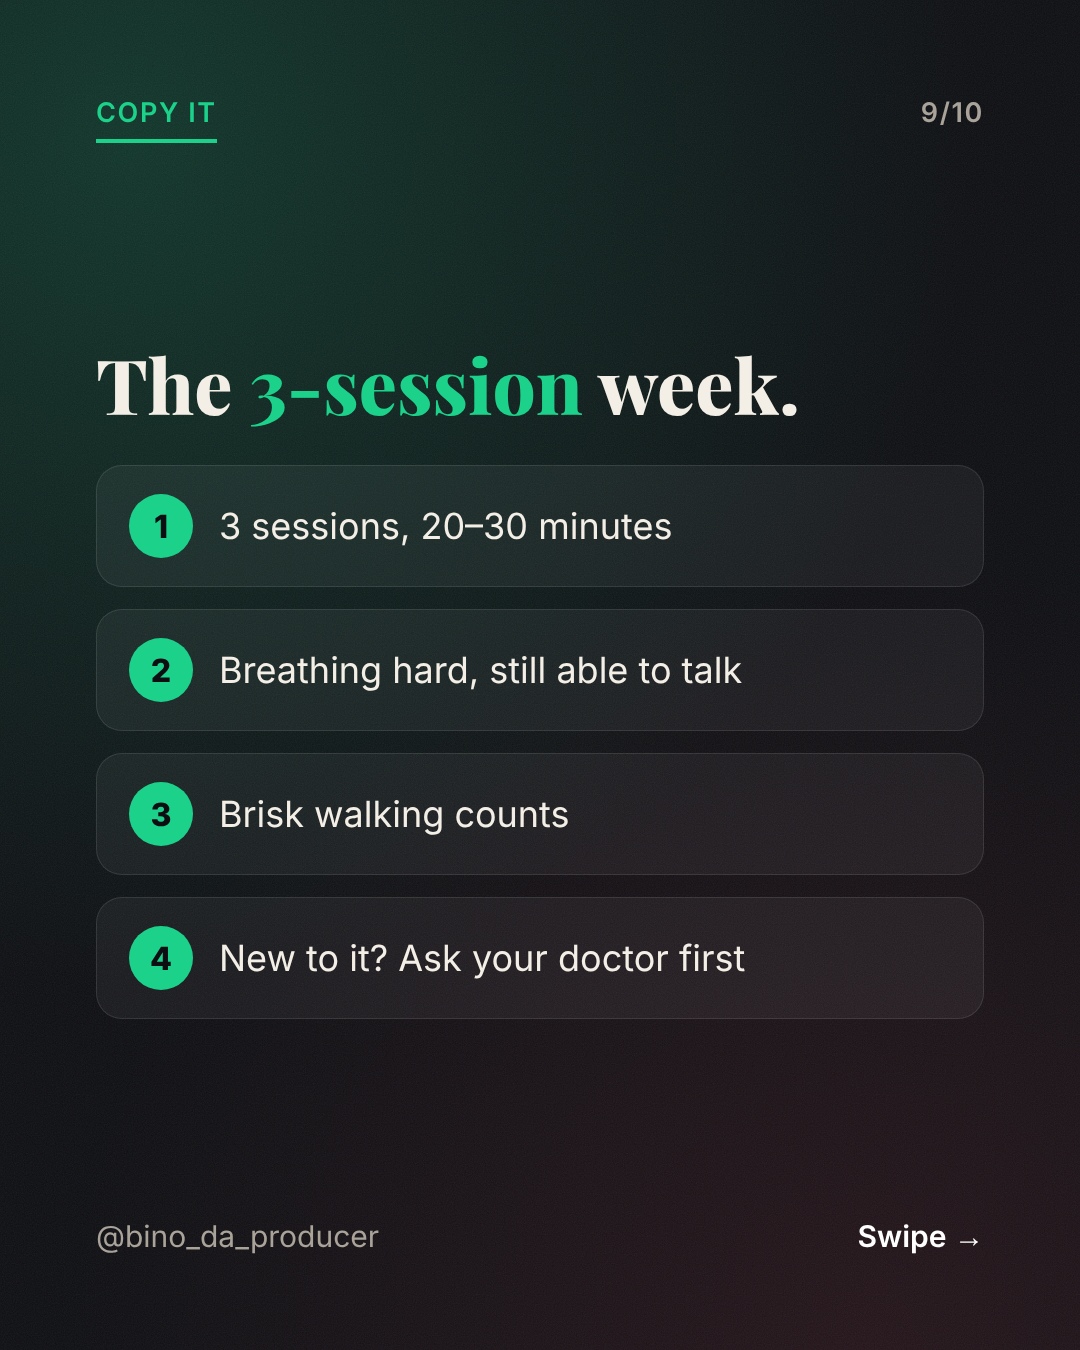 COPY IT
9/10
The 3-session week.
1 3 sessions, 20–30 minutes
2 Breathing hard, still able to talk
3 Brisk walking counts
4 New to it? Ask your doctor first
@bino_da_producer
Swipe →